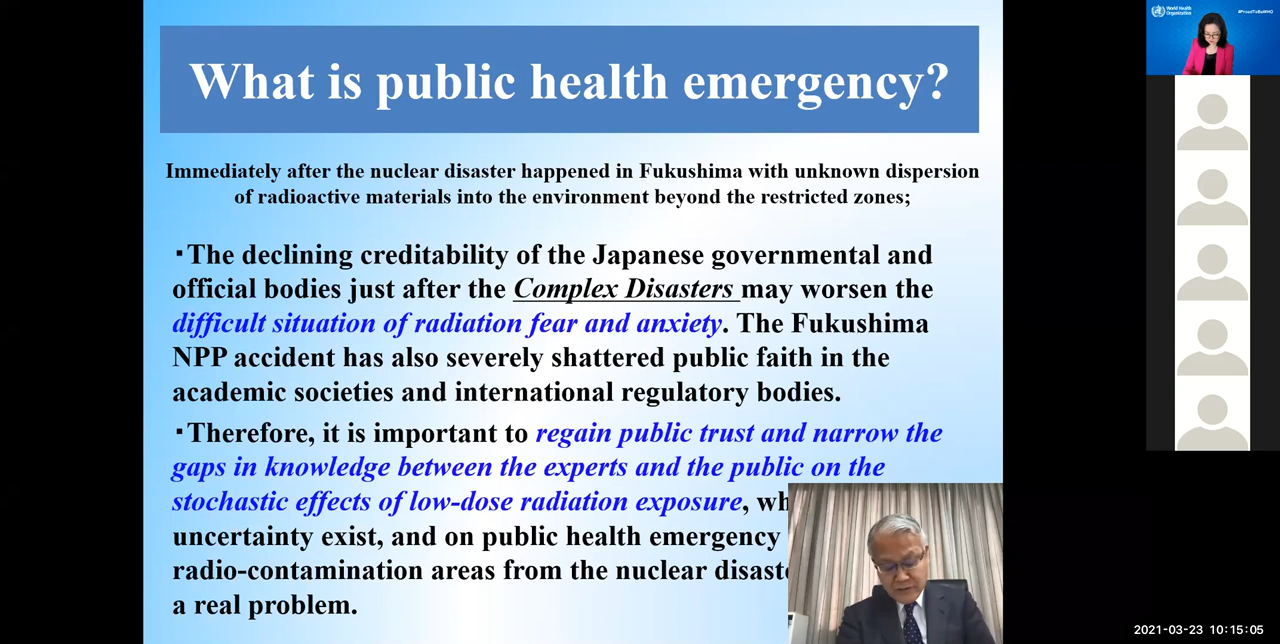 What is public health emergency?
Immediately after the nuclear disaster happened in Fukushima with unknown dispersion
of radioactive materials into the environment beyond the restricted zones;
・The declining creditability of the Japanese governmental and
official bodies just after the Complex Disasters may worsen the
difficult situation of radiation fear and anxiety. The Fukushima
NPP accident has also severely shattered public faith in the
academic societies and international regulatory bodies.
・Therefore, it is important to regain public trust and narrow the
gaps in knowledge between the experts and the public on the
stochastic effects of low-dose radiation exposure,
uncertainty exist, and on public health emergency
radio-contamination areas from the nuclear
a real problem.
World Health
Organization
#ProudToBeWHO
2021-03-23 10:15:05